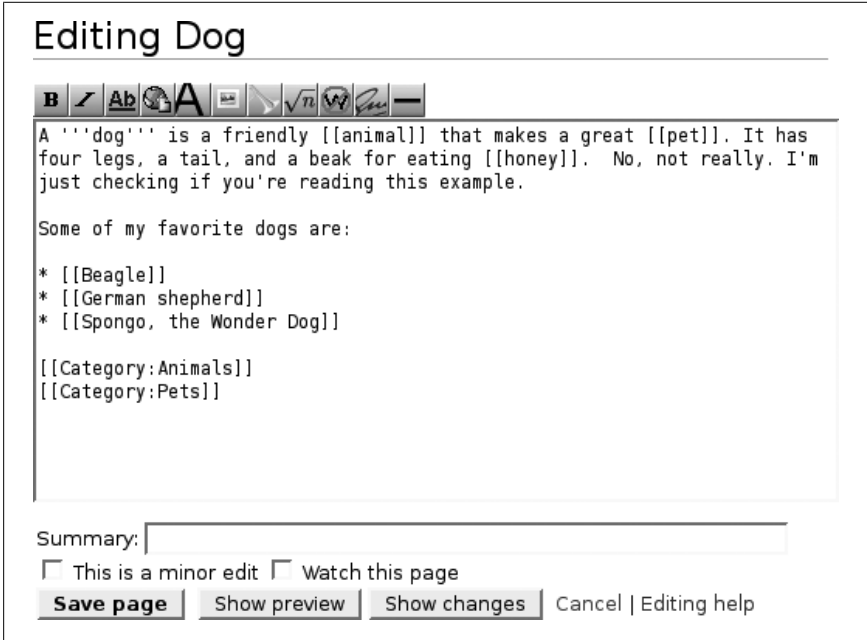 Editing Dog
B I Ab A √n W
A '''dog''' is a friendly [[animal]] that makes a great [[pet]]. It has
four legs, a tail, and a beak for eating [[honey]].  No, not really. I'm
just checking if you're reading this example.
Some of my favorite dogs are:
* [[Beagle]]
* [[German shepherd]]
* [[Spongo, the Wonder Dog]]
[[Category:Animals]]
[[Category:Pets]]
Summary:
This is a minor edit Watch this page
Save page Show preview Show changes Cancel | Editing help